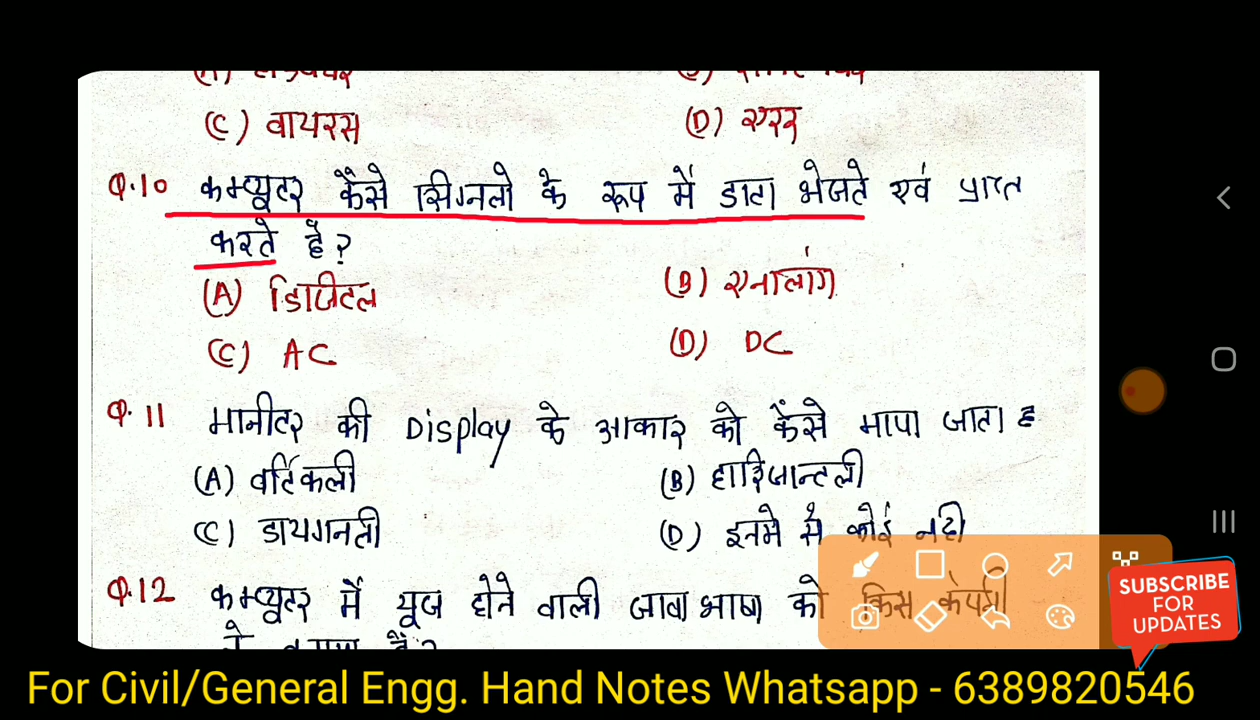 (C) वायरस (D) एरर
Q.10 कम्प्यूटर कैसे सिग्नलो के रूप में डाटा भेजते एवं प्राप्त
करते है?
(A) डिजिटल (B) एनालांग
(C) AC (D) DC
Q.11 मानीटर की Display के आकार को कैंसे मापा जाता है
(A) वर्टिकली (B) हारिजान्टली
(C) डायगनली (D) इनमे से कोई नही
Q.12 कम्प्यूटर में यूज होने वाली जावा भाषा को किस कंपनी
SUBSCRIBE
FOR
UPDATES
For Civil/General Engg. Hand Notes Whatsapp - 6389820546